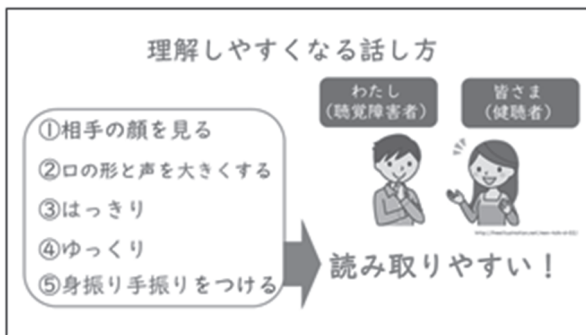 理解しやすくなる話し方
わたし
(聴覚障害者)
皆さま
(健聴者)
①相手の顔を見る
②口の形と声を大きくする
③はっきり
④ゆっくり
⑤身振り手振りをつける
読み取りやすい！